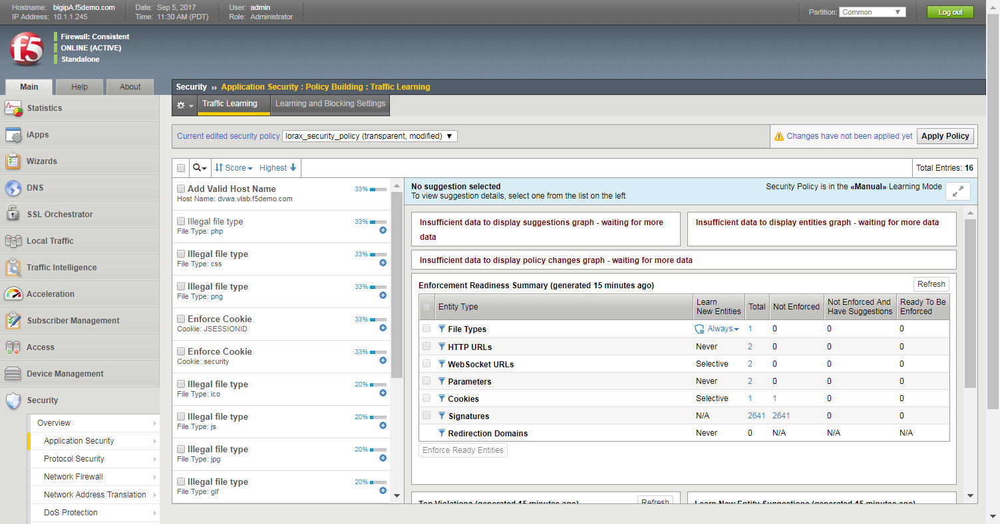 Hostname: bigipA.f5demo.com Date: Sep 5, 2017 User: admin
IP Address: 10.1.1.245 Time: 11:30 AM (PDT) Role: Administrator
Partition: Common Log out
f5
Firewall: Consistent
ONLINE (ACTIVE)
Standalone
Main Help About
Security ›› Application Security : Policy Building : Traffic Learning
Traffic Learning Learning and Blocking Settings
Statistics
iApps
Wizards
DNS
SSL Orchestrator
Local Traffic
Traffic Intelligence
Acceleration
Subscriber Management
Access
Device Management
Security
Overview
Application Security
Protocol Security
Network Firewall
Network Address Translation
DoS Protection
Current edited security policy lorax_security_policy (transparent, modified) Changes have not been applied yet Apply Policy
Score Highest Total Entries: 16
Add Valid Host Name 33%
Host Name: dvwa.vlab.f5demo.com
Illegal file type 33%
File Type: php
Illegal file type 33%
File Type: css
Illegal file type 33%
File Type: png
Enforce Cookie 33%
Cookie: JSESSIONID
Enforce Cookie 33%
Cookie: security
Illegal file type 20%
File Type: ico
Illegal file type 20%
File Type: js
Illegal file type 20%
File Type: jpg
Illegal file type 20%
File Type: gif
No suggestion selected
To view suggestion details, select one from the list on the left
Security Policy is in the «Manual» Learning Mode
Insufficient data to display suggestions graph - waiting for more
data
Insufficient data to display entities graph - waiting for more data
Insufficient data to display policy changes graph - waiting for more data
Enforcement Readiness Summary (generated 15 minutes ago) Refresh
Entity Type Learn New Entities Total Not Enforced Not Enforced And Have Suggestions Ready To Be Enforced
File Types Always 1 0 0 0
HTTP URLs Never 2 0 0 0
WebSocket URLs Selective 2 0 0 0
Parameters Never 2 0 0 0
Cookies Selective 1 1 0 0
Signatures N/A 2641 2641 0 0
Redirection Domains Never 0 N/A N/A N/A
Enforce Ready Entities
Top Violations (generated 15 minutes ago) Refresh
Learn New Entity Suggestions (generated 15 minutes ago)